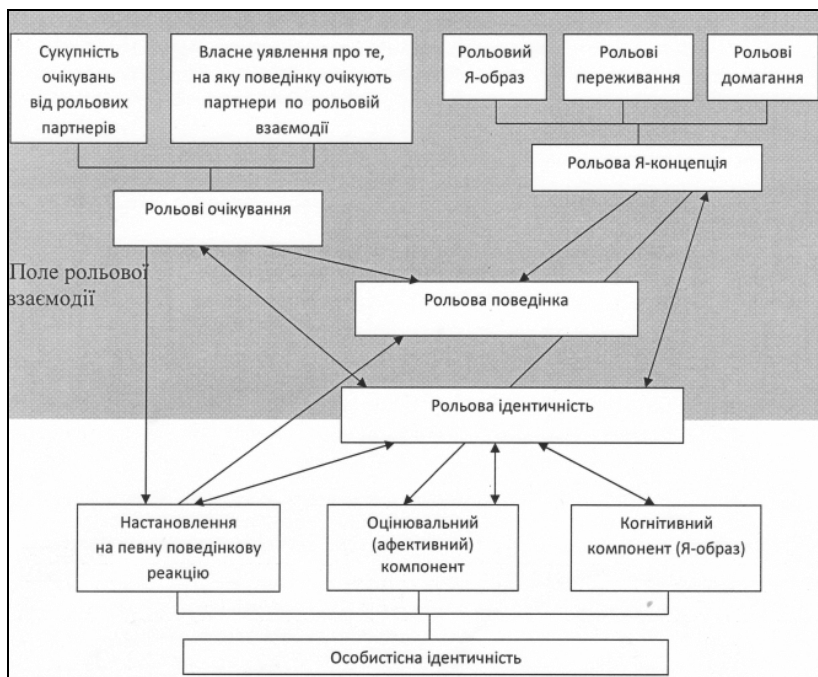 Сукупність
очікувань
від рольових
партнерів
Власне уявлення про те,
на яку поведінку очікують
партнери по рольовій
взаємодії
Рольовий
Я-образ
Рольові
переживання
Рольові
домагання
Рольова Я-концепція
Рольові очікування
Поле рольової
взаємодії
Рольова поведінка
Рольова ідентичність
Настановлення
на певну поведінкову
реакцію
Оцінювальний
(афективний)
компонент
Когнітивний
компонент (Я-образ)
Особистісна ідентичність